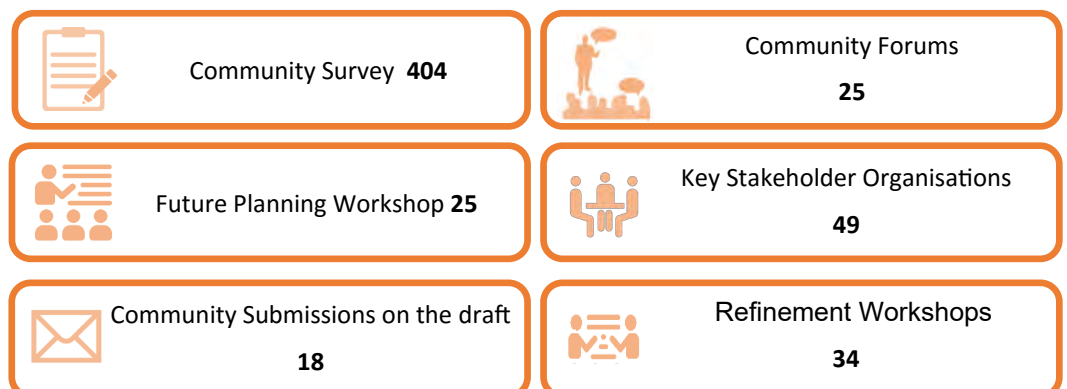 Community Survey 404
Community Forums
25
Future Planning Workshop 25
Key Stakeholder Organisations
49
Community Submissions on the draft
18
Refinement Workshops
34